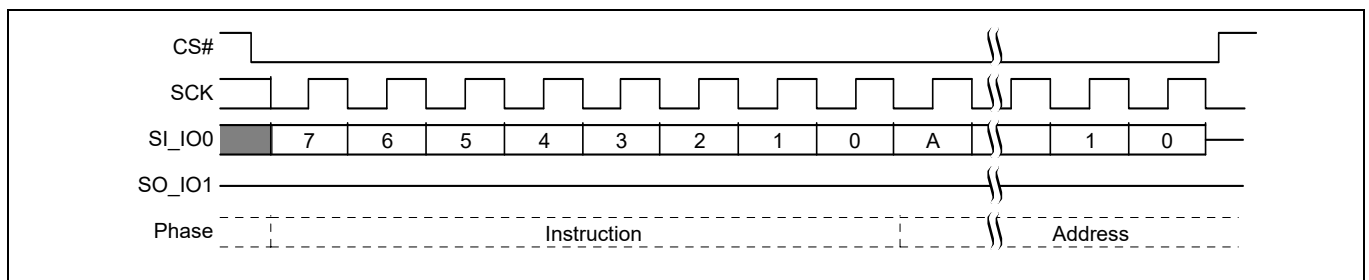 CS#
SCK
SI_IO0 7 6 5 4 3 2 1 0 A 1 0
SO_IO1
Phase Instruction Address